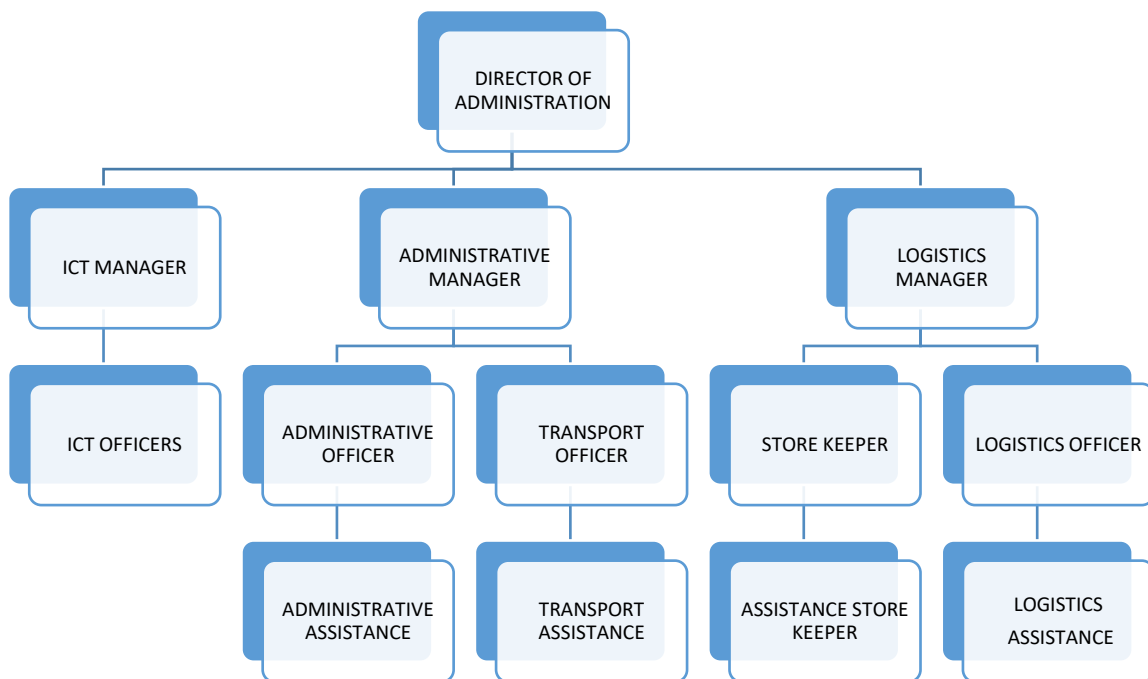 DIRECTOR OF
ADMINISTRATION
ICT MANAGER
ADMINISTRATIVE
MANAGER
LOGISTICS
MANAGER
ICT OFFICERS
ADMINISTRATIVE
OFFICER
TRANSPORT
OFFICER
STORE KEEPER
LOGISTICS OFFICER
ADMINISTRATIVE
ASSISTANCE
TRANSPORT
ASSISTANCE
ASSISTANCE STORE
KEEPER
LOGISTICS
ASSISTANCE